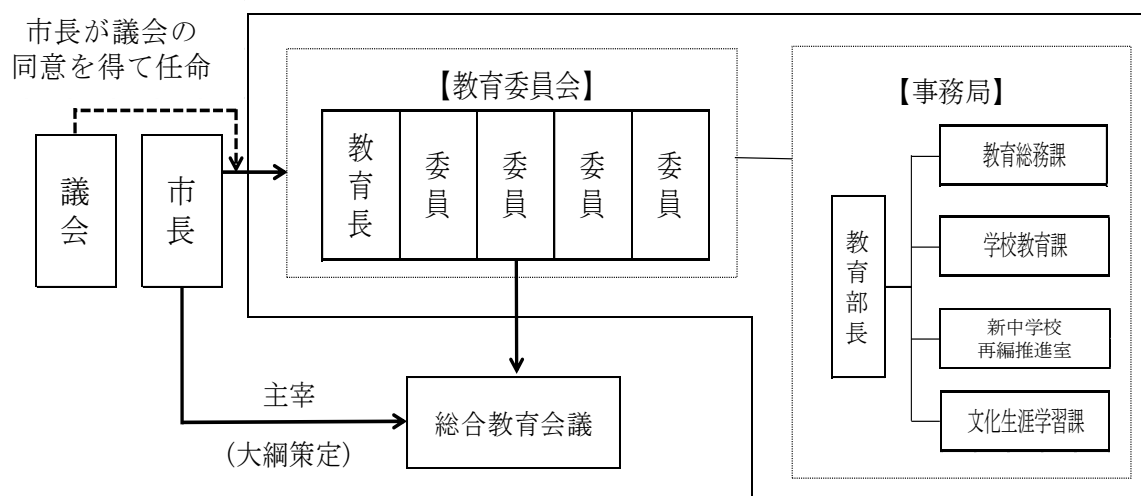 市長が議会の
同意を得て任命
議会
市長
【教育委員会】
教育長
委員
委員
委員
委員
【事務局】
教育部長
教育総務課
学校教育課
新中学校
再編推進室
文化生涯学習課
主宰
(大綱策定)
総合教育会議